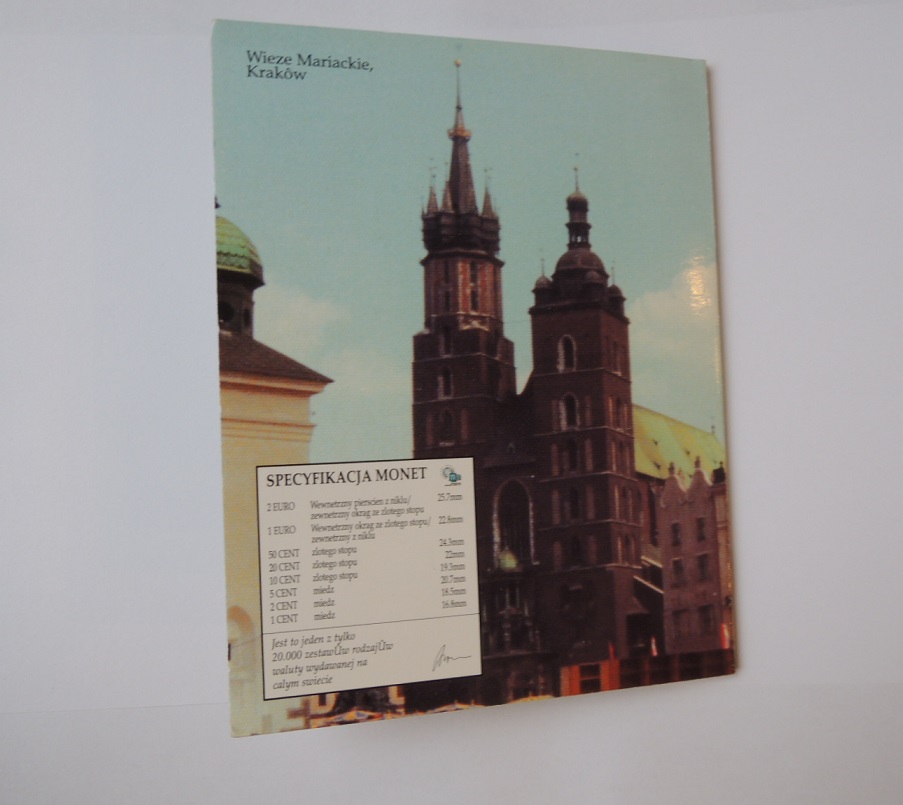 Wieze Mariackie,
Kraków
SPECYFIKACJA MONET
2 EURO Wewnetrzny pierscien z niklu/ 25.7mm
zewnetrzny okrag ze zlotego stopu
1 EURO Wewnetrzny okrag ze zlotego stopu/ 22.8mm
zewnetrzny z niklu
50 CENT zlotego stopu 24.3mm
20 CENT zlotego stopu 22mm
10 CENT zlotego stopu 19.3mm
5 CENT miedz 20.7mm
2 CENT miedz 18.5mm
1 CENT miedz 16.8mm
Jest to jeden z tylko
20.000 zestawÛw rodzajÛw
waluty wydawanej na
calym swiecie